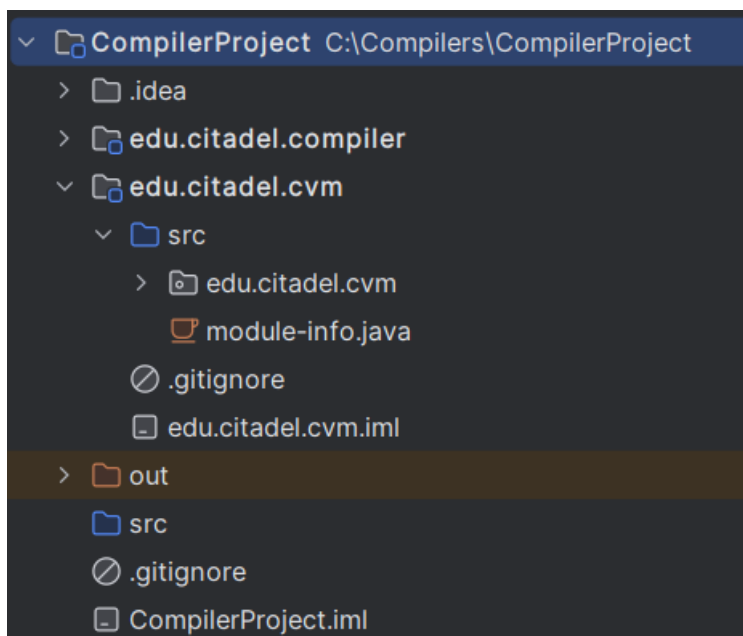 CompilerProject C:\Compilers\CompilerProject
.idea
edu.citadel.compiler
edu.citadel.cvm
src
edu.citadel.cvm
module-info.java
.gitignore
edu.citadel.cvm.iml
out
src
.gitignore
CompilerProject.iml